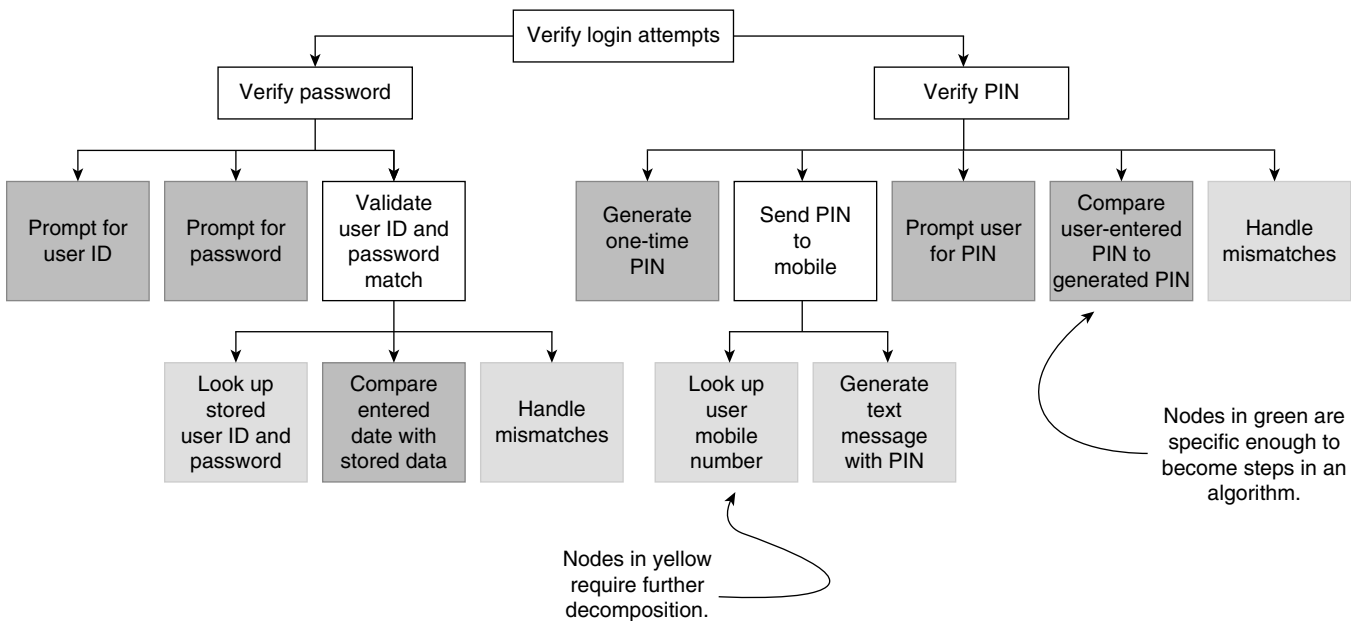 Verify login attempts
Verify password
Verify PIN
Prompt for
user ID
Prompt for
password
Validate
user ID and
password
match
Generate
one-time
PIN
Send PIN
to
mobile
Prompt user
for PIN
Compare
user-entered
PIN to
generated PIN
Handle
mismatches
Look up
stored
user ID and
password
Compare
entered
date with
stored data
Handle
mismatches
Look up
user
mobile
number
Generate
text
message
with PIN
Nodes in green are
specific enough to
become steps in an
algorithm.
Nodes in yellow
require further
decomposition.